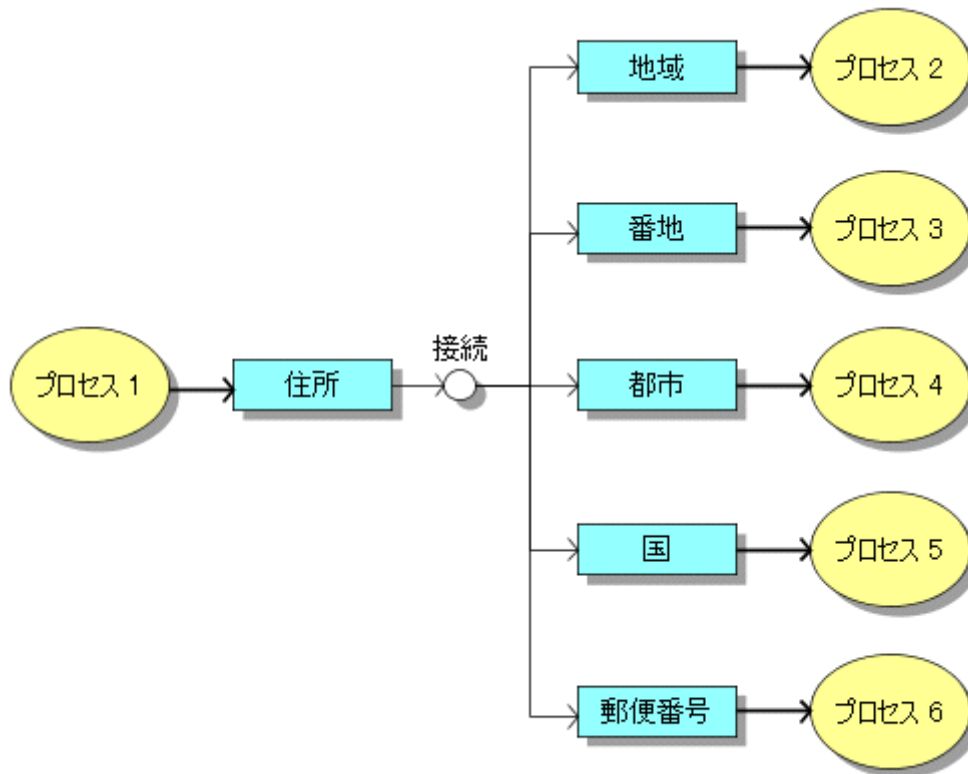 地域
プロセス 2
番地
プロセス 3
接続
プロセス 1
住所
都市
プロセス 4
国
プロセス 5
郵便番号
プロセス 6